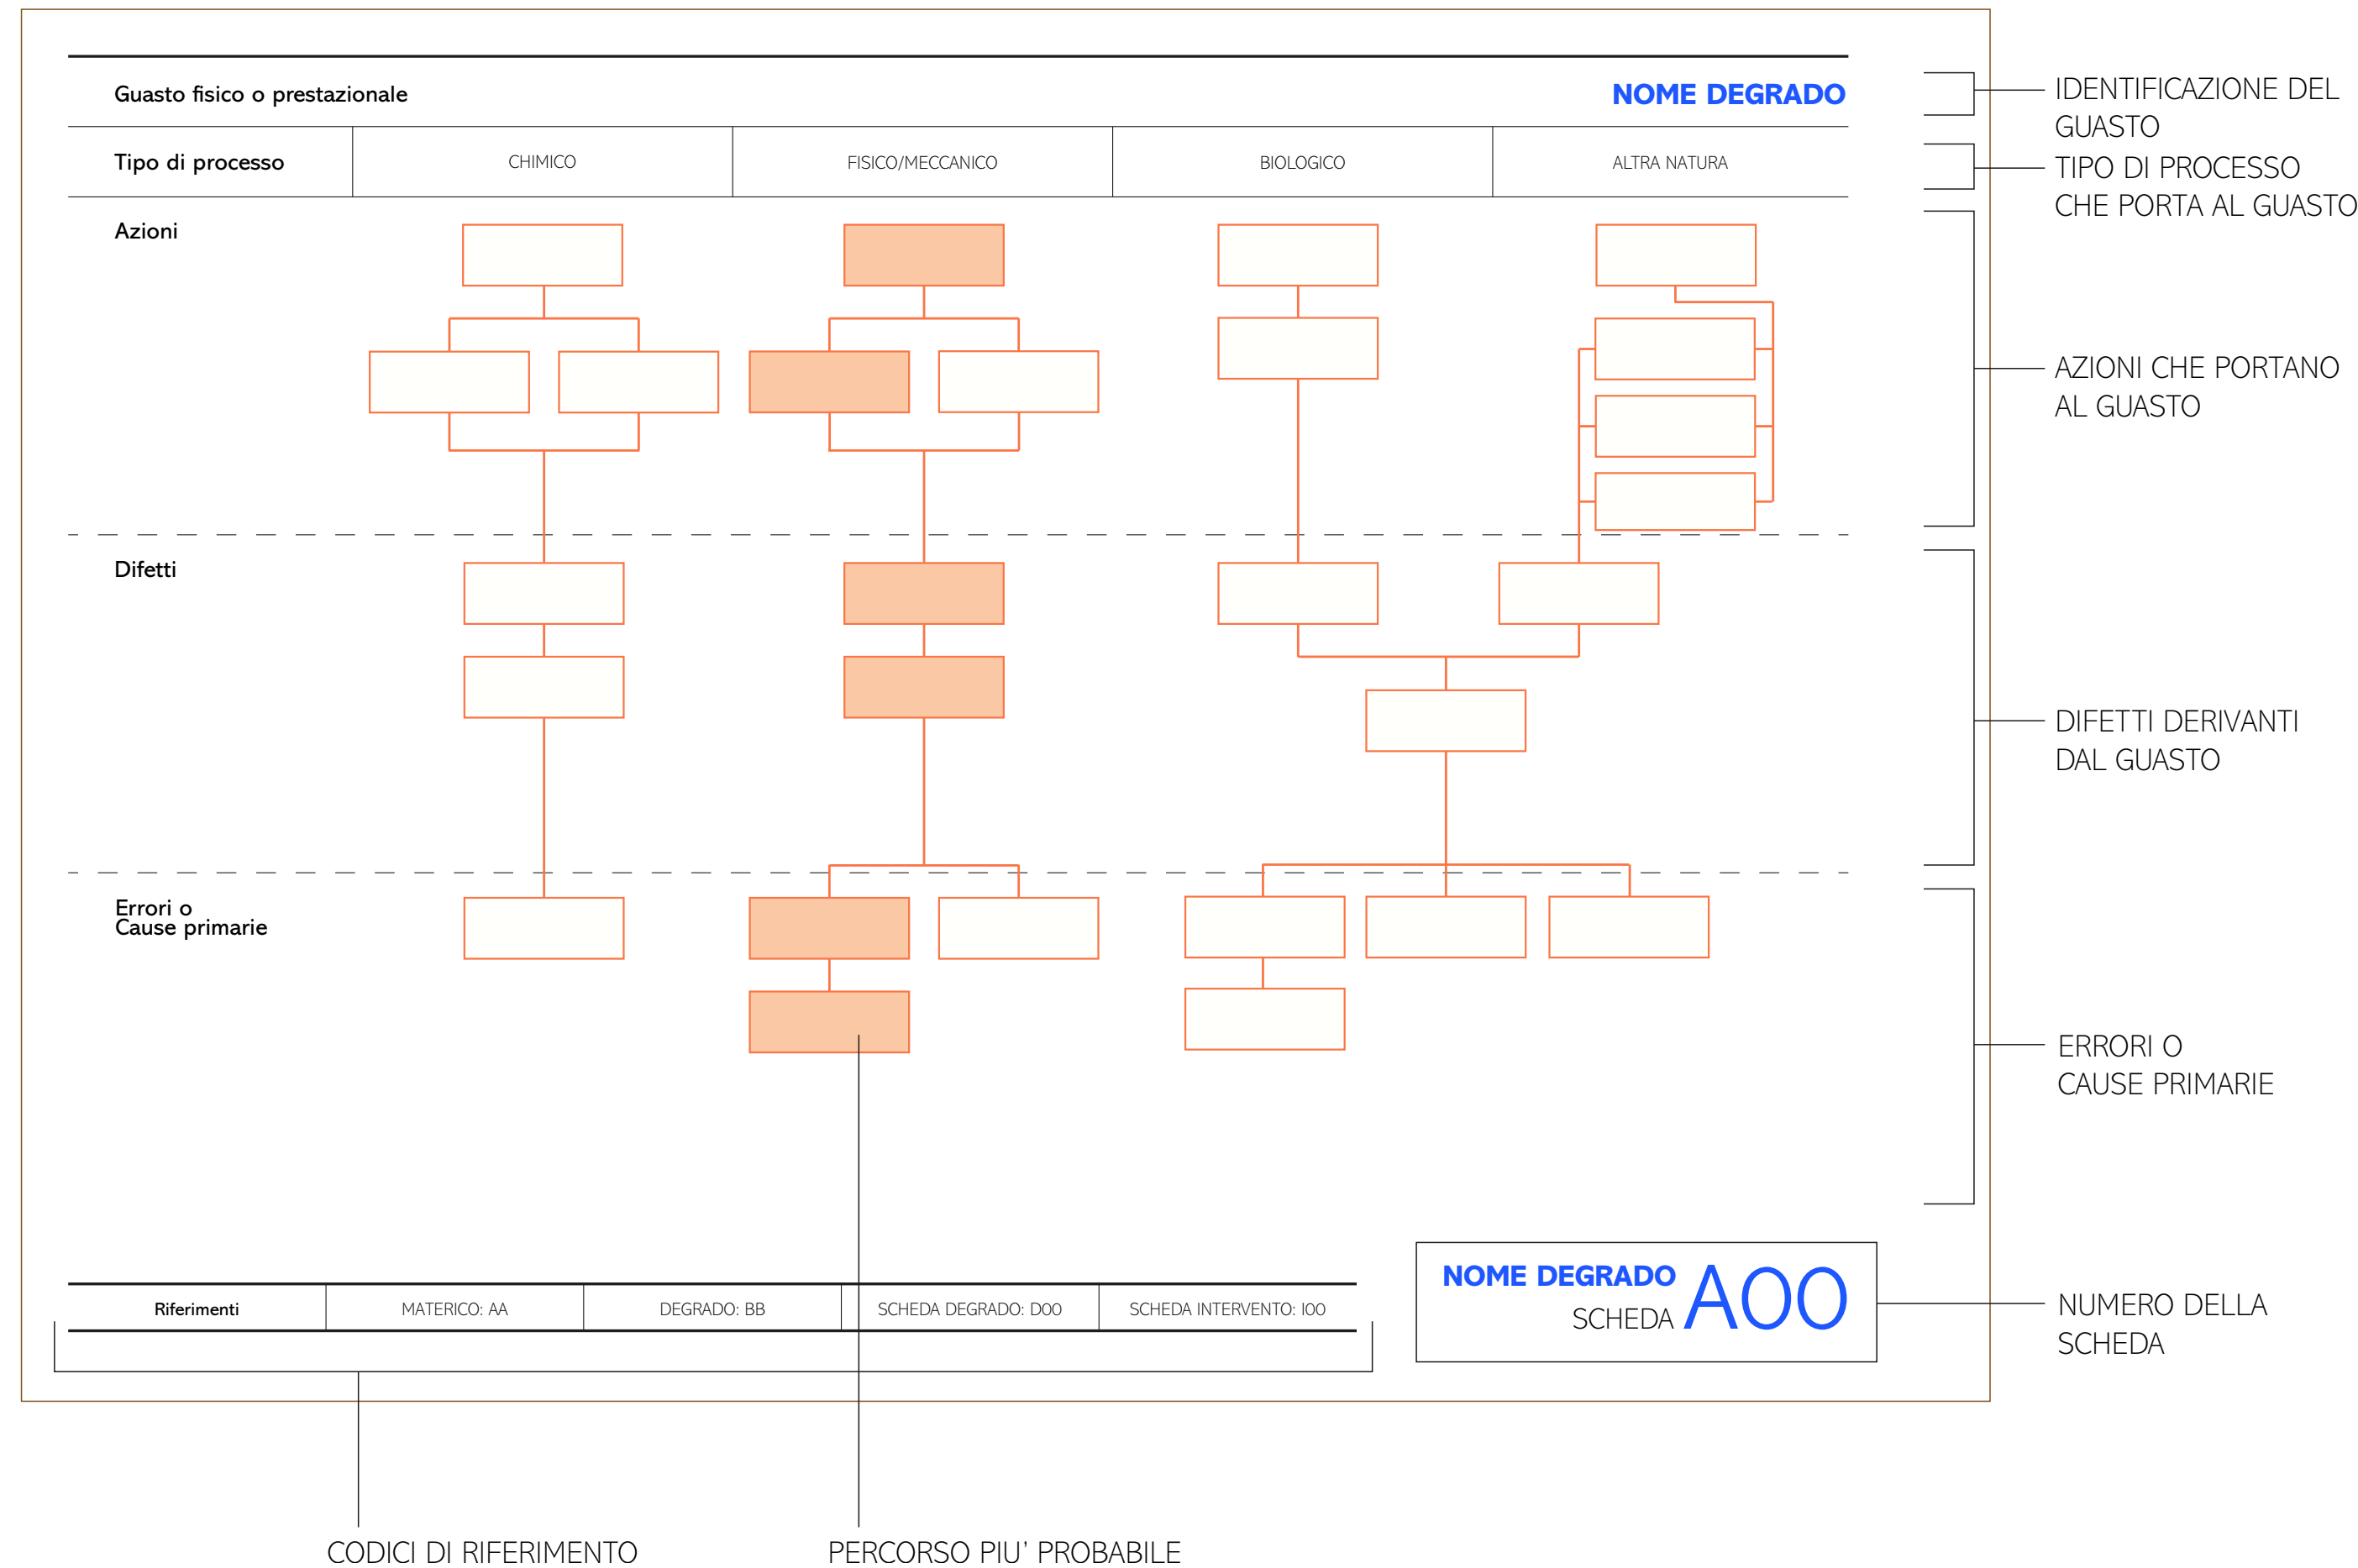 Guasto fisico o prestazionale
NOME DEGRADO
Tipo di processo
CHIMICO
FISICO/MECCANICO
BIOLOGICO
ALTRA NATURA
Azioni
Difetti
Errori o
Cause primarie
Riferimenti
MATERICO: AA
DEGRADO: BB
SCHEDA DEGRADO: D00
SCHEDA INTERVENTO: I00
NOME DEGRADO
SCHEDA A00
IDENTIFICAZIONE DEL
GUASTO
TIPO DI PROCESSO
CHE PORTA AL GUASTO
AZIONI CHE PORTANO
AL GUASTO
DIFETTI DERIVANTI
DAL GUASTO
ERRORI O
CAUSE PRIMARIE
NUMERO DELLA
SCHEDA
CODICI DI RIFERIMENTO
PERCORSO PIU' PROBABILE